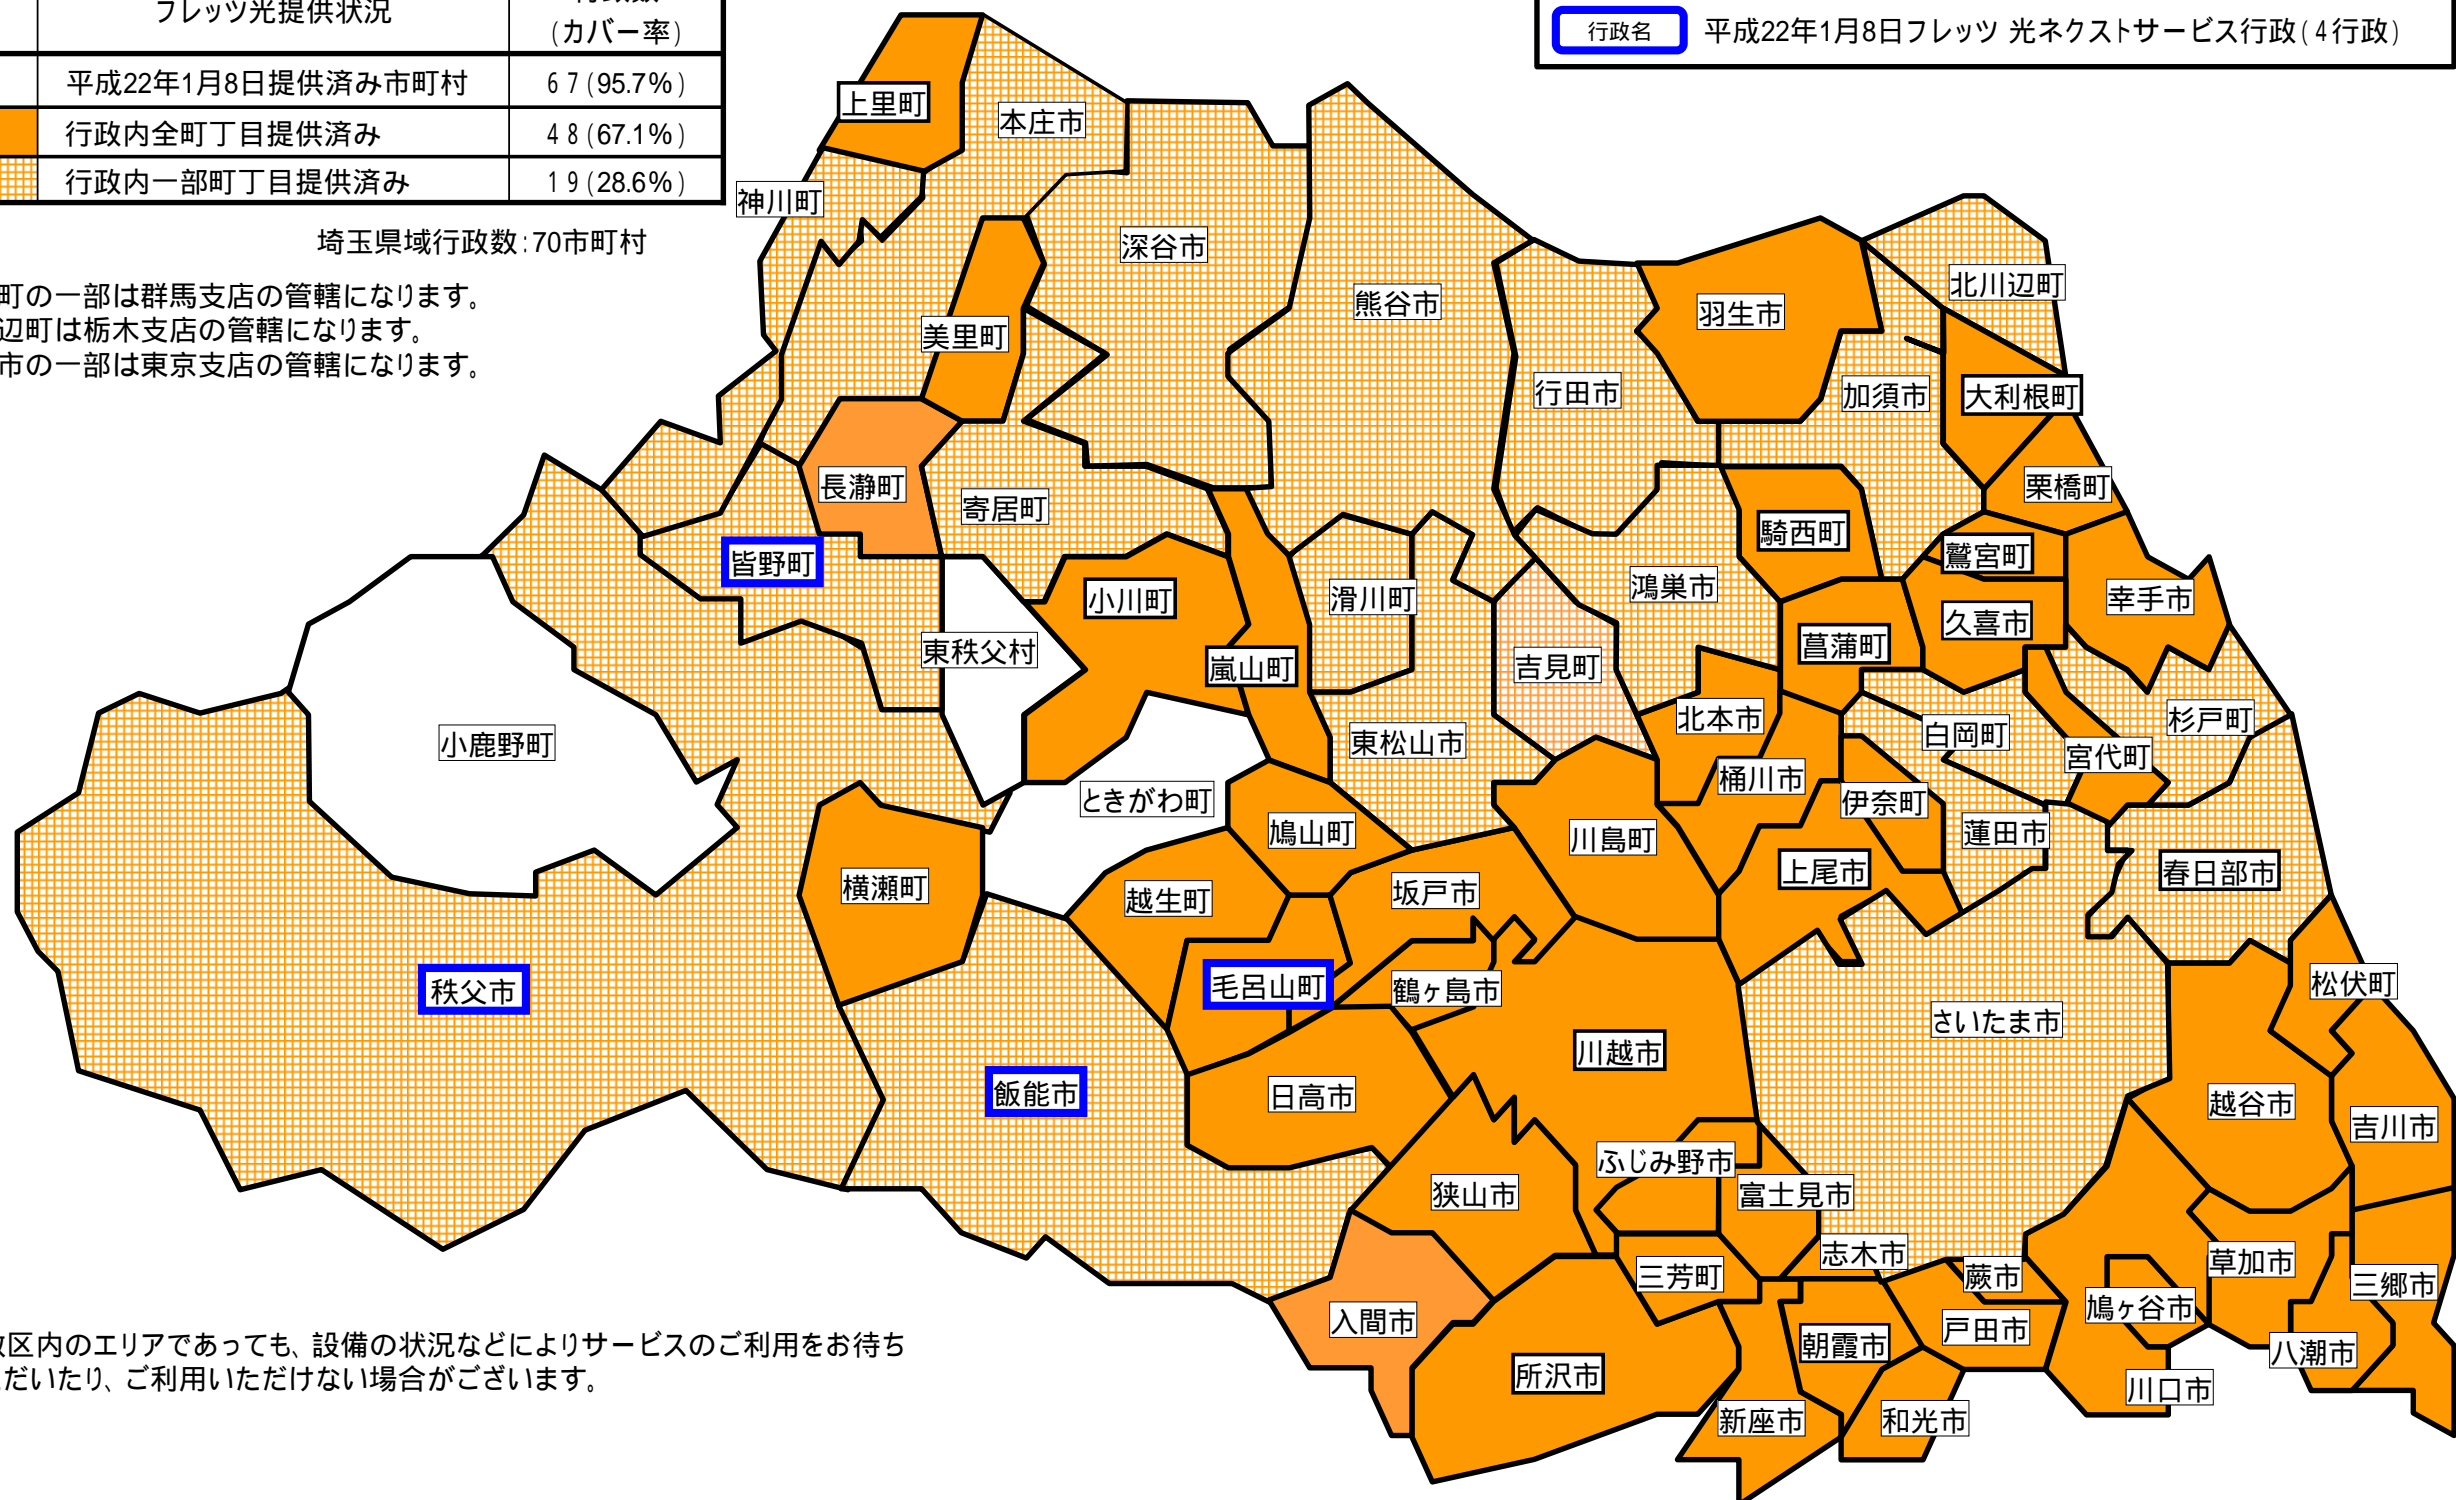 フレッツ光提供状況
(カバー率)
平成22年1月8日提供済み市町村 67(95.7%)
行政内全町丁目提供済み 48(67.1%)
行政内一部町丁目提供済み 19(28.6%)
埼玉県域行政数:70市町村
町の一部は群馬支店の管轄になります。
辺町は栃木支店の管轄になります。
市の一部は東京支店の管轄になります。
行政名 平成22年1月8日フレッツ 光ネクストサービス行政(4行政)
上里町
本庄市
神川町
深谷市
熊谷市
北川辺町
羽生市
美里町
行田市
加須市
大利根町
長瀞町
寄居町
栗橋町
騎西町
皆野町
鷲宮町
小川町
滑川町
鴻巣市
幸手市
久喜市
東秩父村
嵐山町
吉見町
菖蒲町
小鹿野町
東松山市
北本市
白岡町
杉戸町
宮代町
ときがわ町
桶川市
伊奈町
鳩山町
川島町
蓮田市
横瀬町
越生町
坂戸市
上尾市
春日部市
秩父市
毛呂山町
鶴ヶ島市
松伏町
さいたま市
川越市
飯能市
日高市
越谷市
吉川市
狭山市
ふじみ野市
富士見市
志木市
三芳町
蕨市
草加市
三郷市
入間市
鳩ヶ谷市
戸田市
朝霞市
八潮市
所沢市
川口市
新座市
和光市
区内のエリアであっても、設備の状況などによりサービスのご利用をお待ち
だいたり、ご利用いただけない場合がございます。